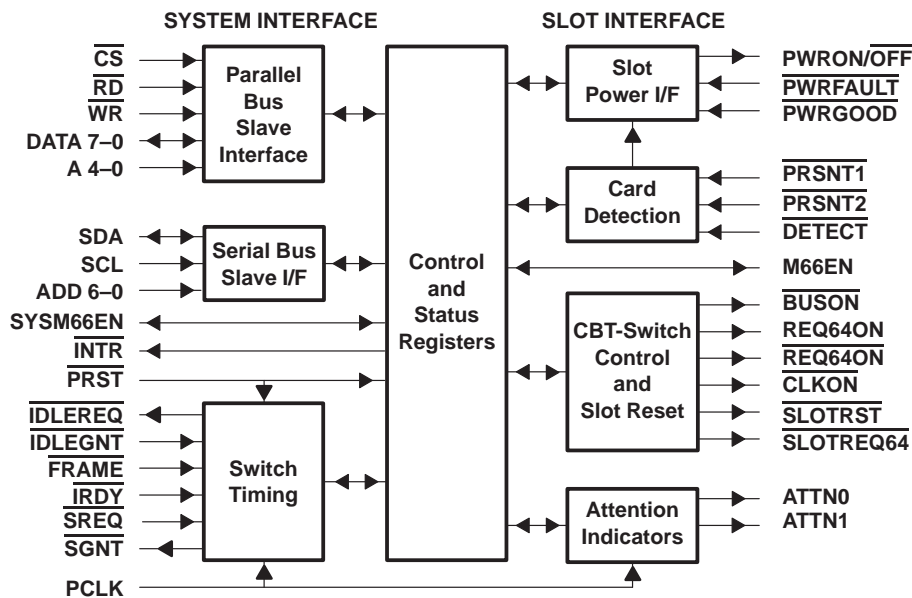 SYSTEM INTERFACE
SLOT INTERFACE
CS
RD
WR
DATA 7–0
A 4–0
Parallel
Bus
Slave
Interface
SDA
SCL
ADD 6–0
Serial Bus
Slave I/F
SYSM66EN
INTR
PRST
IDLEREQ
IDLEGNT
FRAME
IRDY
SREQ
SGNT
PCLK
Switch
Timing
Control
and
Status
Registers
Slot
Power I/F
PWRON/OFF
PWRFAULT
PWRGOOD
Card
Detection
PRSNT1
PRSNT2
DETECT
M66EN
CBT-Switch
Control
and
Slot Reset
BUSON
REQ64ON
REQ64ON
CLKON
SLOTRST
SLOTREQ64
Attention
Indicators
ATTN0
ATTN1